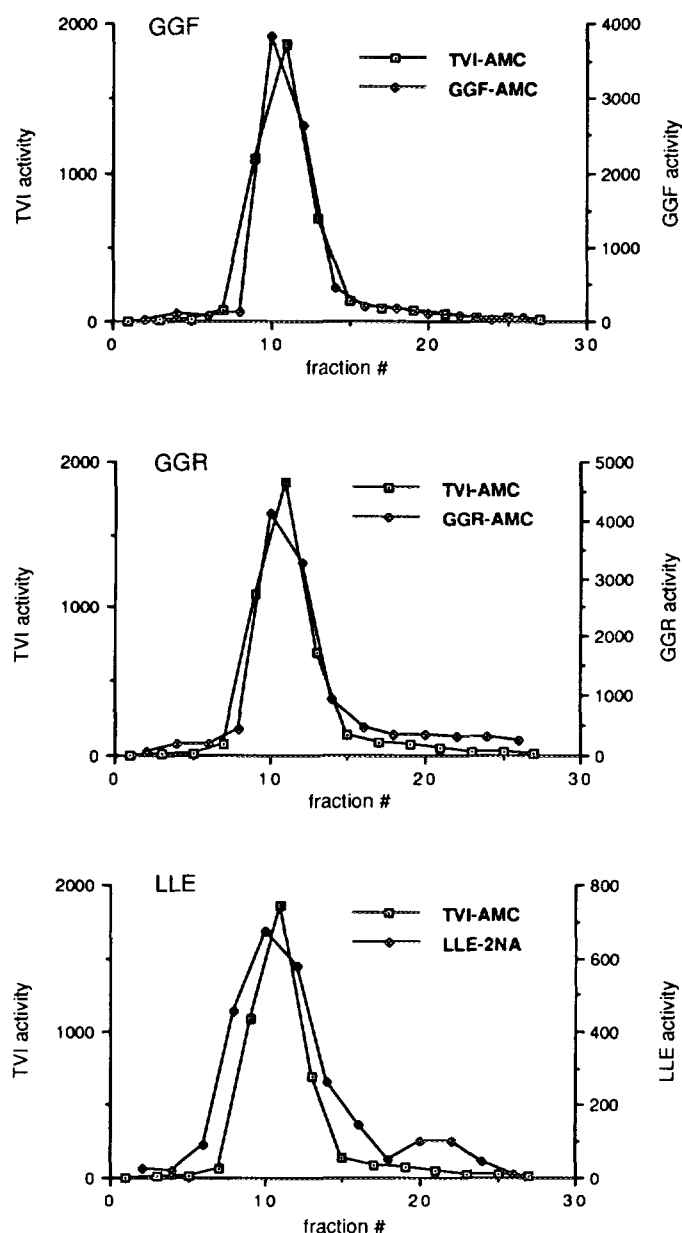 GGF
2000
1000
0
TVI activity
TVI-AMC
GGF-AMC
4000
3000
2000
1000
0
GGF activity
0 10 20 30
fraction #
GGR
2000
1000
0
TVI activity
TVI-AMC
GGR-AMC
5000
4000
3000
2000
1000
0
GGR activity
0 10 20 30
fraction #
LLE
2000
1000
0
TVI activity
TVI-AMC
LLE-2NA
800
600
400
200
0
LLE activity
0 10 20 30
fraction #